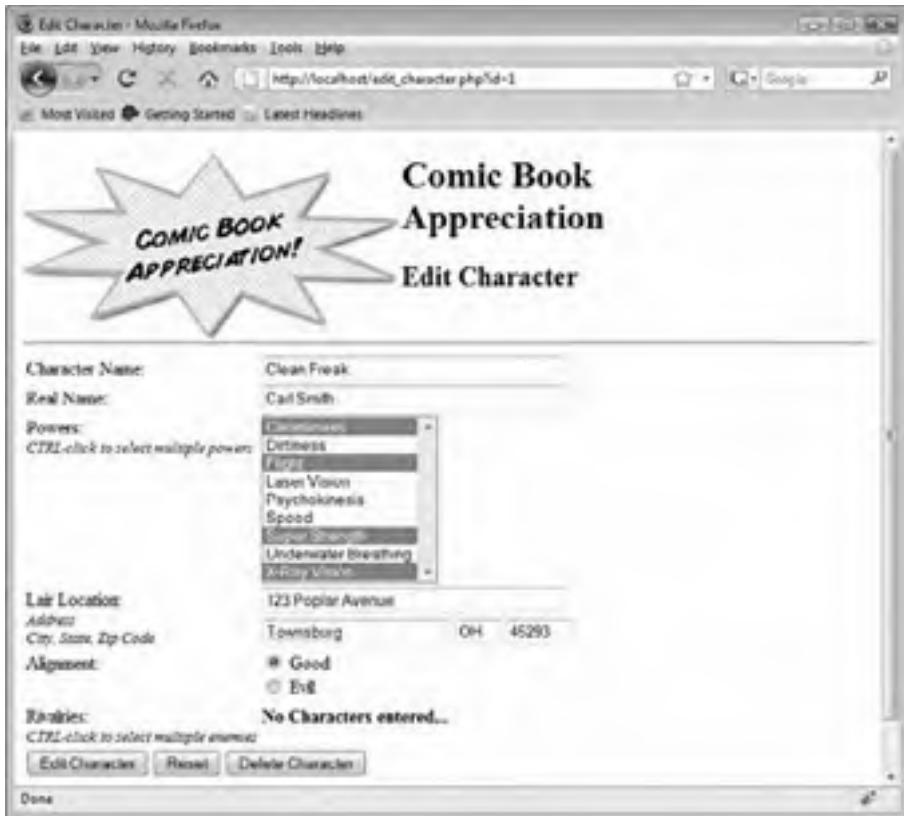 Edit Character - Mozilla Firefox
File Edit View History Bookmarks Tools Help
http://localhost/edit_character.php?id=1
Google
Most Visited Getting Started Latest Headlines
COMIC BOOK
APPRECIATION!
Comic Book
Appreciation
Edit Character
Character Name: Clean Freak
Real Name: Carl Smith
Powers: Cleanliness
CTRL-click to select multiple powers Dirtiness
Flight
Laser Vision
Psychokinesis
Speed
Super Strength
Underwater Breathing
X-Ray Vision
Lair Location: 123 Poplar Avenue
Address
City, State, Zip Code Townsburg OH 45293
Alignment: Good
Evil
Rivalries: No Characters entered...
CTRL-click to select multiple enemies
Edit Character Reset Delete Character
Done